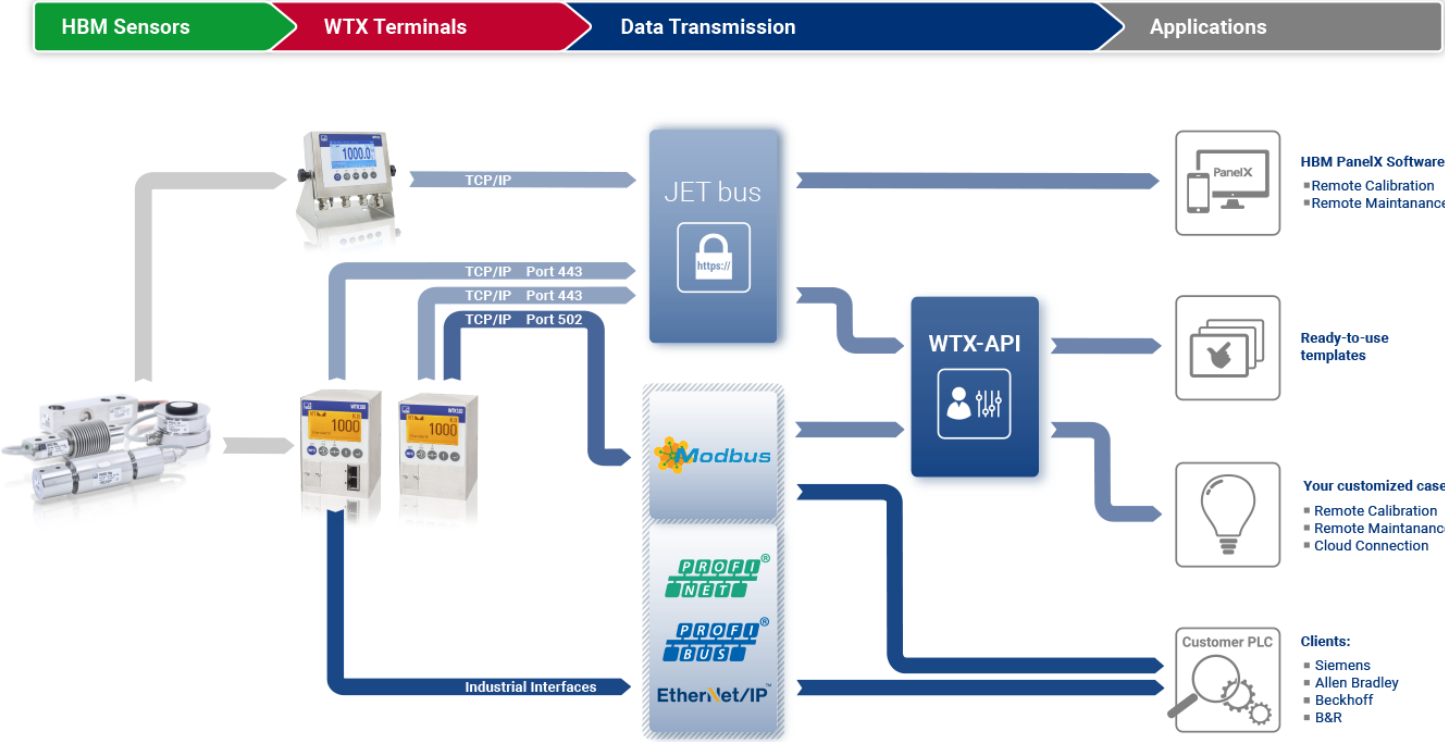 HBM Sensors
WTX Terminals
Data Transmission
Applications
1000.0
TCP/IP
JET bus
https://
PanelX
HBM PanelX Software
Remote Calibration
Remote Maintanance
TCP/IP Port 443
TCP/IP Port 443
TCP/IP Port 502
WTX-API
Ready-to-use
templates
1000
1000
Modbus
Your customized case
Remote Calibration
Remote Maintanance
Cloud Connection
PROFI®
NET
PROFI®
BUS
EtherNet/IP™
Industrial Interfaces
Customer PLC
Clients:
Siemens
Allen Bradley
Beckhoff
B&R